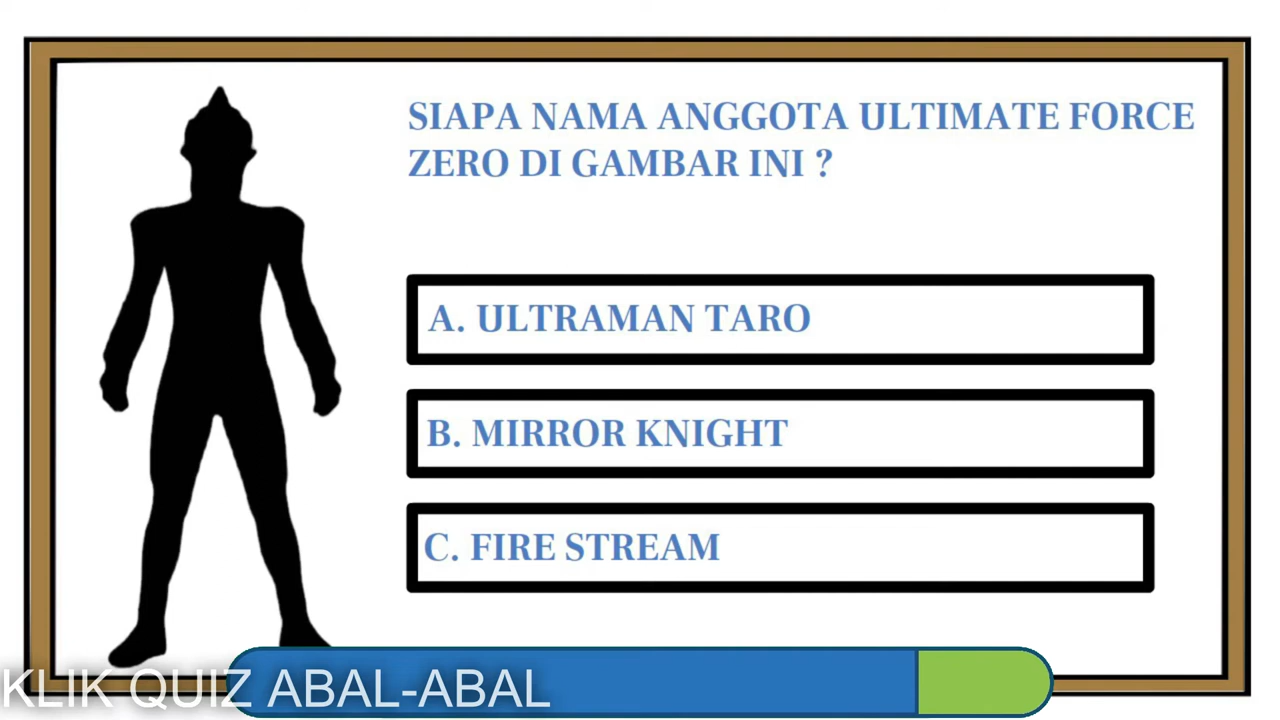 SIAPA NAMA ANGGOTA ULTIMATE FORCE
ZERO DI GAMBAR INI ?
A. ULTRAMAN TARO
B. MIRROR KNIGHT
C. FIRE STREAM
KLIK QUIZ ABAL-ABAL